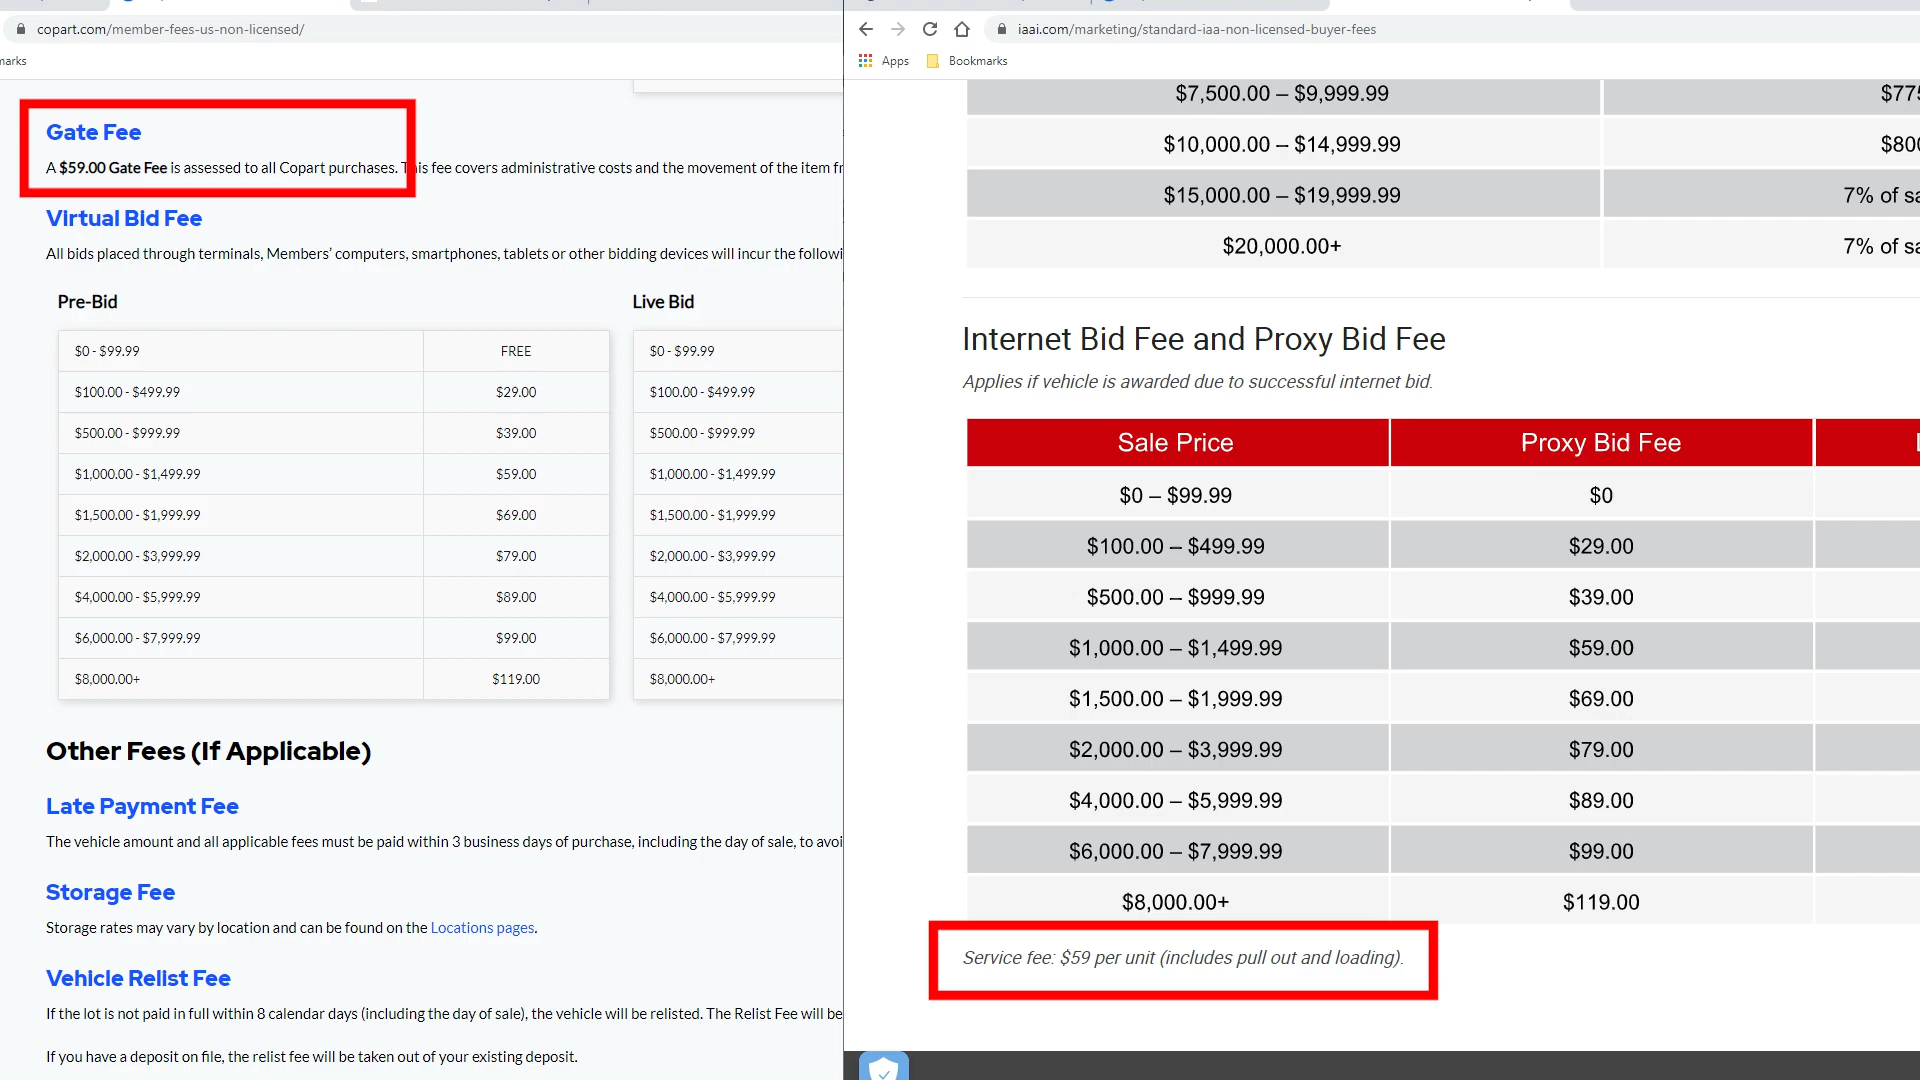 copart.com/member-fees-us-non-licensed/
marks
Gate Fee
A $59.00 Gate Fee is assessed to all Copart purchases. This fee covers administrative costs and the movement of the item fr
Virtual Bid Fee
All bids placed through terminals, Members’ computers, smartphones, tablets or other bidding devices will incur the followi
Pre-Bid
$0 - $99.99 FREE
$100.00 - $499.99 $29.00
$500.00 - $999.99 $39.00
$1,000.00 - $1,499.99 $59.00
$1,500.00 - $1,999.99 $69.00
$2,000.00 - $3,999.99 $79.00
$4,000.00 - $5,999.99 $89.00
$6,000.00 - $7,999.99 $99.00
$8,000.00+ $119.00
Live Bid
$0 - $99.99
$100.00 - $499.99
$500.00 - $999.99
$1,000.00 - $1,499.99
$1,500.00 - $1,999.99
$2,000.00 - $3,999.99
$4,000.00 - $5,999.99
$6,000.00 - $7,999.99
$8,000.00+
Other Fees (If Applicable)
Late Payment Fee
The vehicle amount and all applicable fees must be paid within 3 business days of purchase, including the day of sale, to avoi
Storage Fee
Storage rates may vary by location and can be found on the Locations pages.
Vehicle Relist Fee
If the lot is not paid in full within 8 calendar days (including the day of sale), the vehicle will be relisted. The Relist Fee will be
If you have a deposit on file, the relist fee will be taken out of your existing deposit.
iaai.com/marketing/standard-iaa-non-licensed-buyer-fees
Apps Bookmarks
$7,500.00 – $9,999.99 $775
$10,000.00 – $14,999.99 $800
$15,000.00 – $19,999.99 7% of sa
$20,000.00+ 7% of sa
Internet Bid Fee and Proxy Bid Fee
Applies if vehicle is awarded due to successful internet bid.
Sale Price Proxy Bid Fee
$0 – $99.99 $0
$100.00 – $499.99 $29.00
$500.00 – $999.99 $39.00
$1,000.00 – $1,499.99 $59.00
$1,500.00 – $1,999.99 $69.00
$2,000.00 – $3,999.99 $79.00
$4,000.00 – $5,999.99 $89.00
$6,000.00 – $7,999.99 $99.00
$8,000.00+ $119.00
Service fee: $59 per unit (includes pull out and loading).